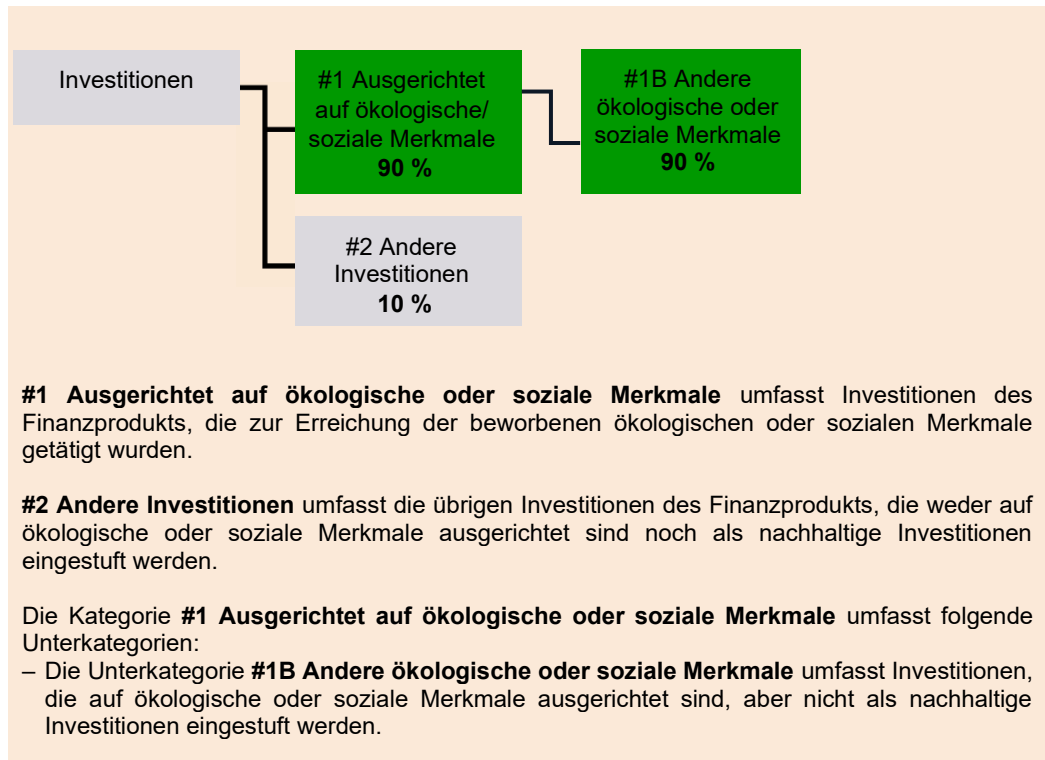 Investitionen
#1 Ausgerichtet
auf ökologische/
soziale Merkmale
90 %
#1B Andere
ökologische oder
soziale Merkmale
90 %
#2 Andere
Investitionen
10 %
#1 Ausgerichtet auf ökologische oder soziale Merkmale umfasst Investitionen des
Finanzprodukts, die zur Erreichung der beworbenen ökologischen oder sozialen Merkmale
getätigt wurden.
#2 Andere Investitionen umfasst die übrigen Investitionen des Finanzprodukts, die weder auf
ökologische oder soziale Merkmale ausgerichtet sind noch als nachhaltige Investitionen
eingestuft werden.
Die Kategorie #1 Ausgerichtet auf ökologische oder soziale Merkmale umfasst folgende
Unterkategorien:
– Die Unterkategorie #1B Andere ökologische oder soziale Merkmale umfasst Investitionen,
die auf ökologische oder soziale Merkmale ausgerichtet sind, aber nicht als nachhaltige
Investitionen eingestuft werden.